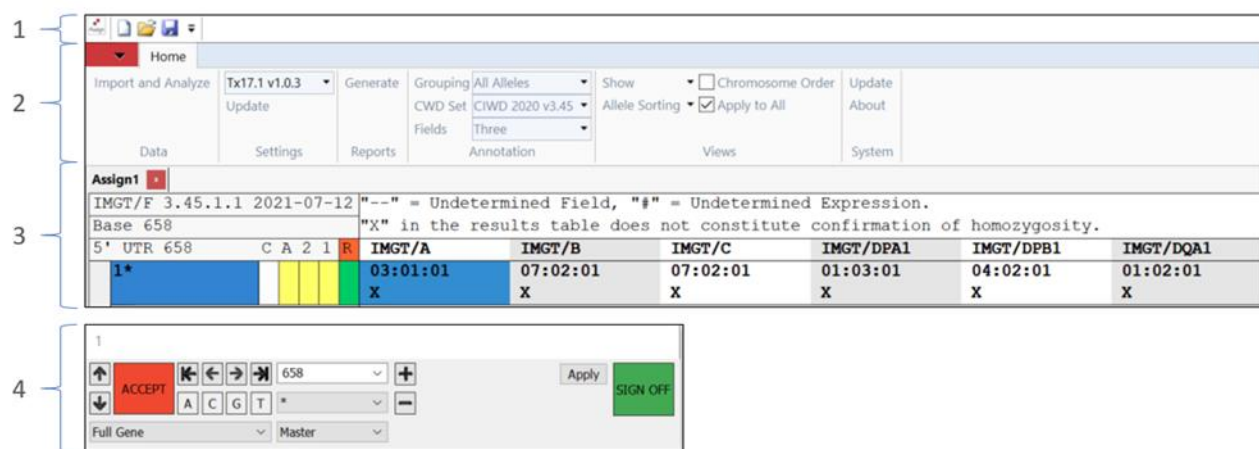 1
2
3
4
Assign
Home
Import and Analyze Tx17.1 v1.0.3 Generate Grouping All Alleles Show Chromosome Order Update
Update CWD Set CIWD 2020 v3.45 Allele Sorting Apply to All About
Fields Three
Data Settings Reports Annotation Views System
Assign1 x
IMGT/F 3.45.1.1 2021-07-12 "--" = Undetermined Field, "#" = Undetermined Expression.
Base 658 "X" in the results table does not constitute confirmation of homozygosity.
5' UTR 658 C A 2 1 R IMGT/A IMGT/B IMGT/C IMGT/DPA1 IMGT/DPB1 IMGT/DQA1
1* 03:01:01 07:02:01 07:02:01 01:03:01 04:02:01 01:02:01
X X X X X X
1
ACCEPT 658 + Apply SIGN OFF
A C G T * -
Full Gene Master